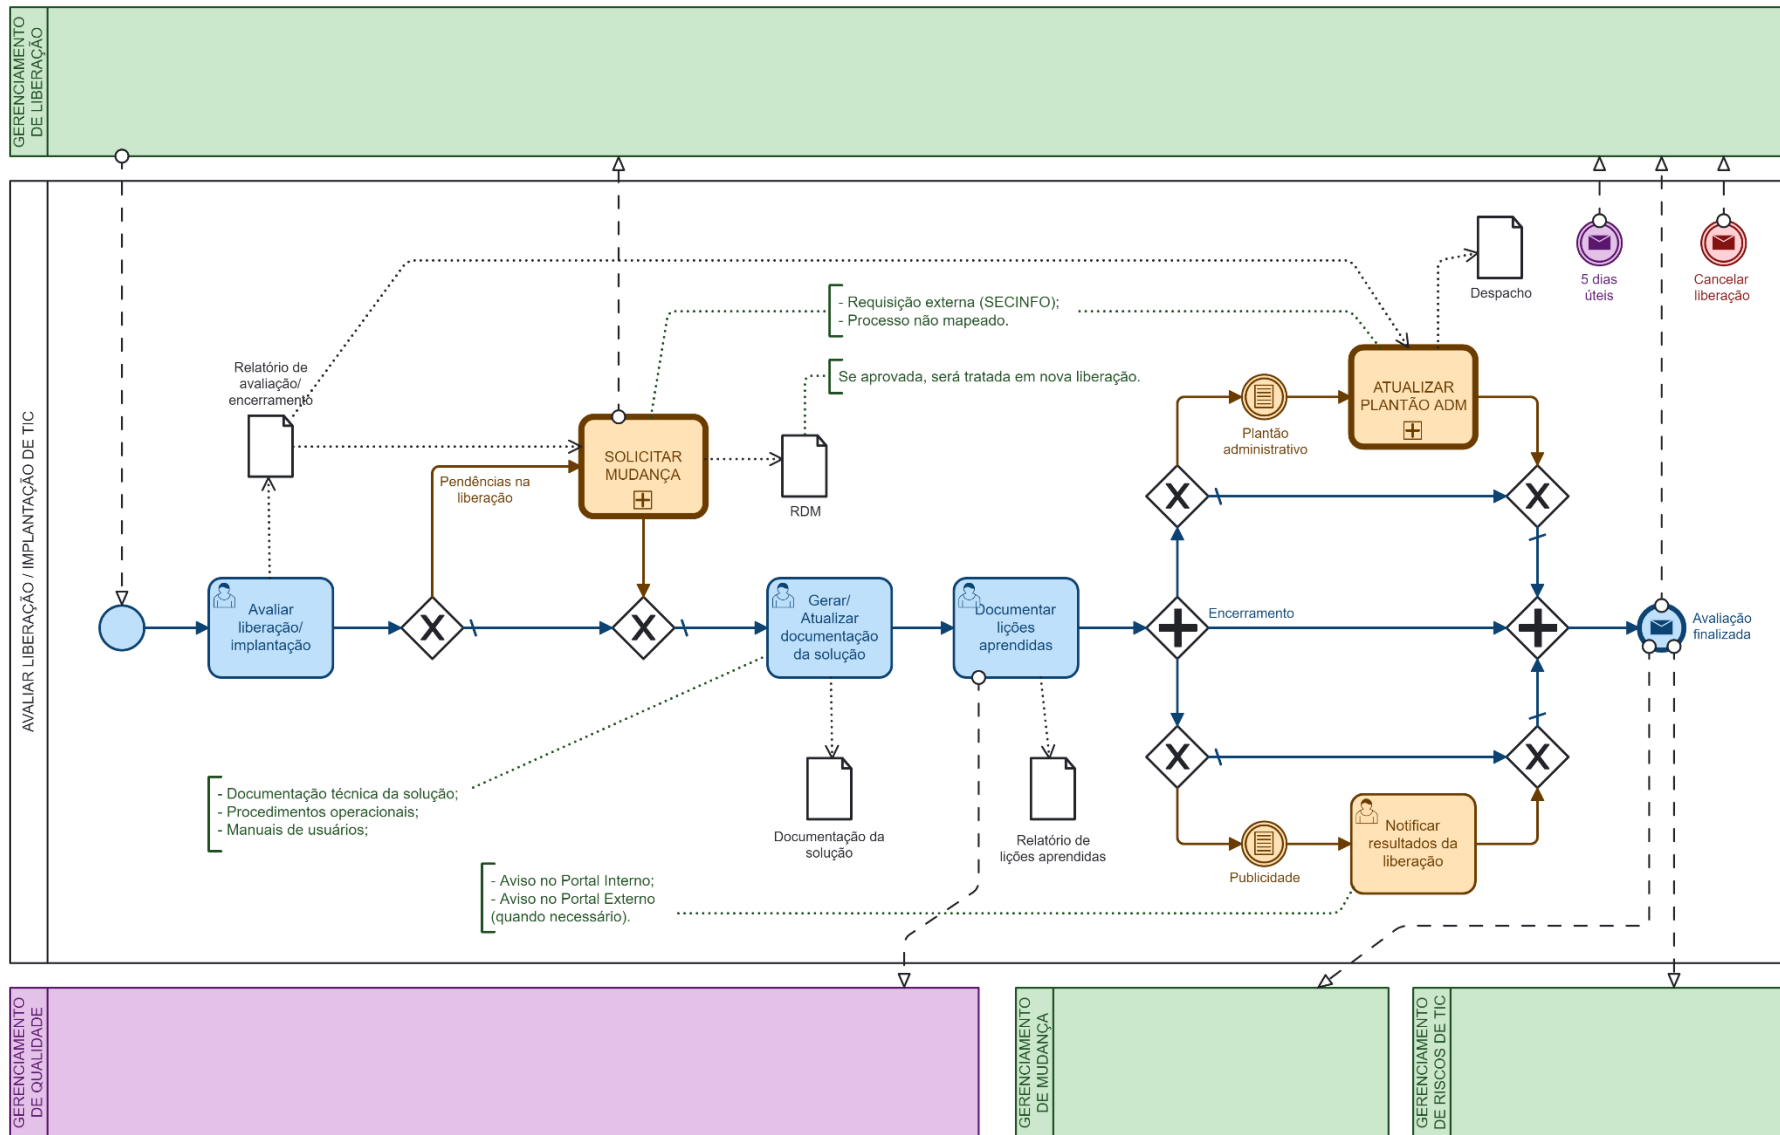 GERENCIAMENTO
DE LIBERAÇÃO
AVALIAR LIBERAÇÃO / IMPLANTAÇÃO DE TIC
Despacho
5 dias
úteis
Cancelar
liberação
- Requisição externa (SECINFO);
- Processo não mapeado.
Relatório de
avaliação/
encerramento
Se aprovada, será tratada em nova liberação.
ATUALIZAR
PLANTÃO ADM
Plantão
administrativo
SOLICITAR
MUDANÇA
Pendências na
liberação
RDM
Avaliar
liberação/
implantação
Gerar/
Atualizar
documentação
da solução
Documentar
lições
aprendidas
Encerramento
Avaliação
finalizada
- Documentação técnica da solução;
- Procedimentos operacionais;
- Manuais de usuários;
Documentação da
solução
Relatório de
lições aprendidas
Notificar
resultados da
liberação
Publicidade
- Aviso no Portal Interno;
- Aviso no Portal Externo
(quando necessário).
GERENCIAMENTO
DE QUALIDADE
GERENCIAMENTO
DE MUDANÇA
GERENCIAMENTO
DE RISCOS DE TIC